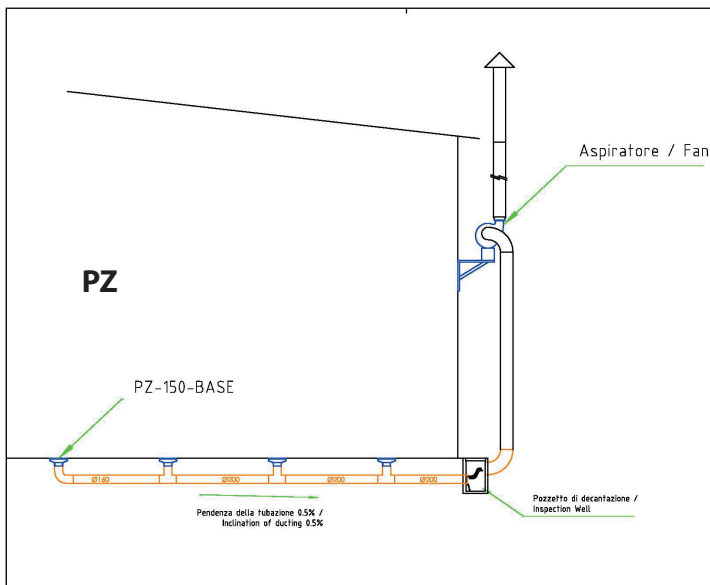 Aspiratore / Fan
PZ
PZ-150-BASE
Ø160
Ø200
Ø200
Ø200
Pendenza della tubazione 0.5% /
Inclination of ducting 0.5%
Pozzetto di decantazione /
Inspection Well